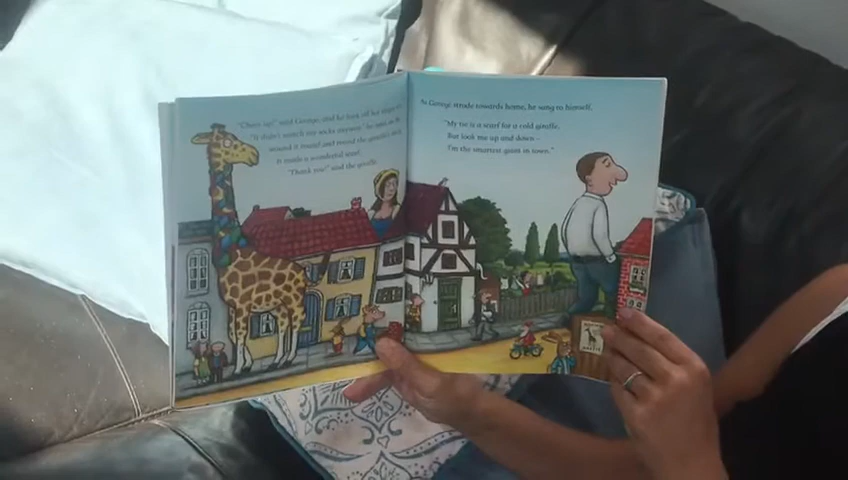 "Cheer up!" said George, and he took off his
"It didn't match my socks anyway," he said, as he
wound it round and round the giraffe's neck.
It made a wonderful scarf.
"Thank you!" said the giraffe.
As George strode towards home, he sang to himself,
"My tie is a scarf for a cold giraffe,
But look me up and down –
I'm the smartest giant in town."